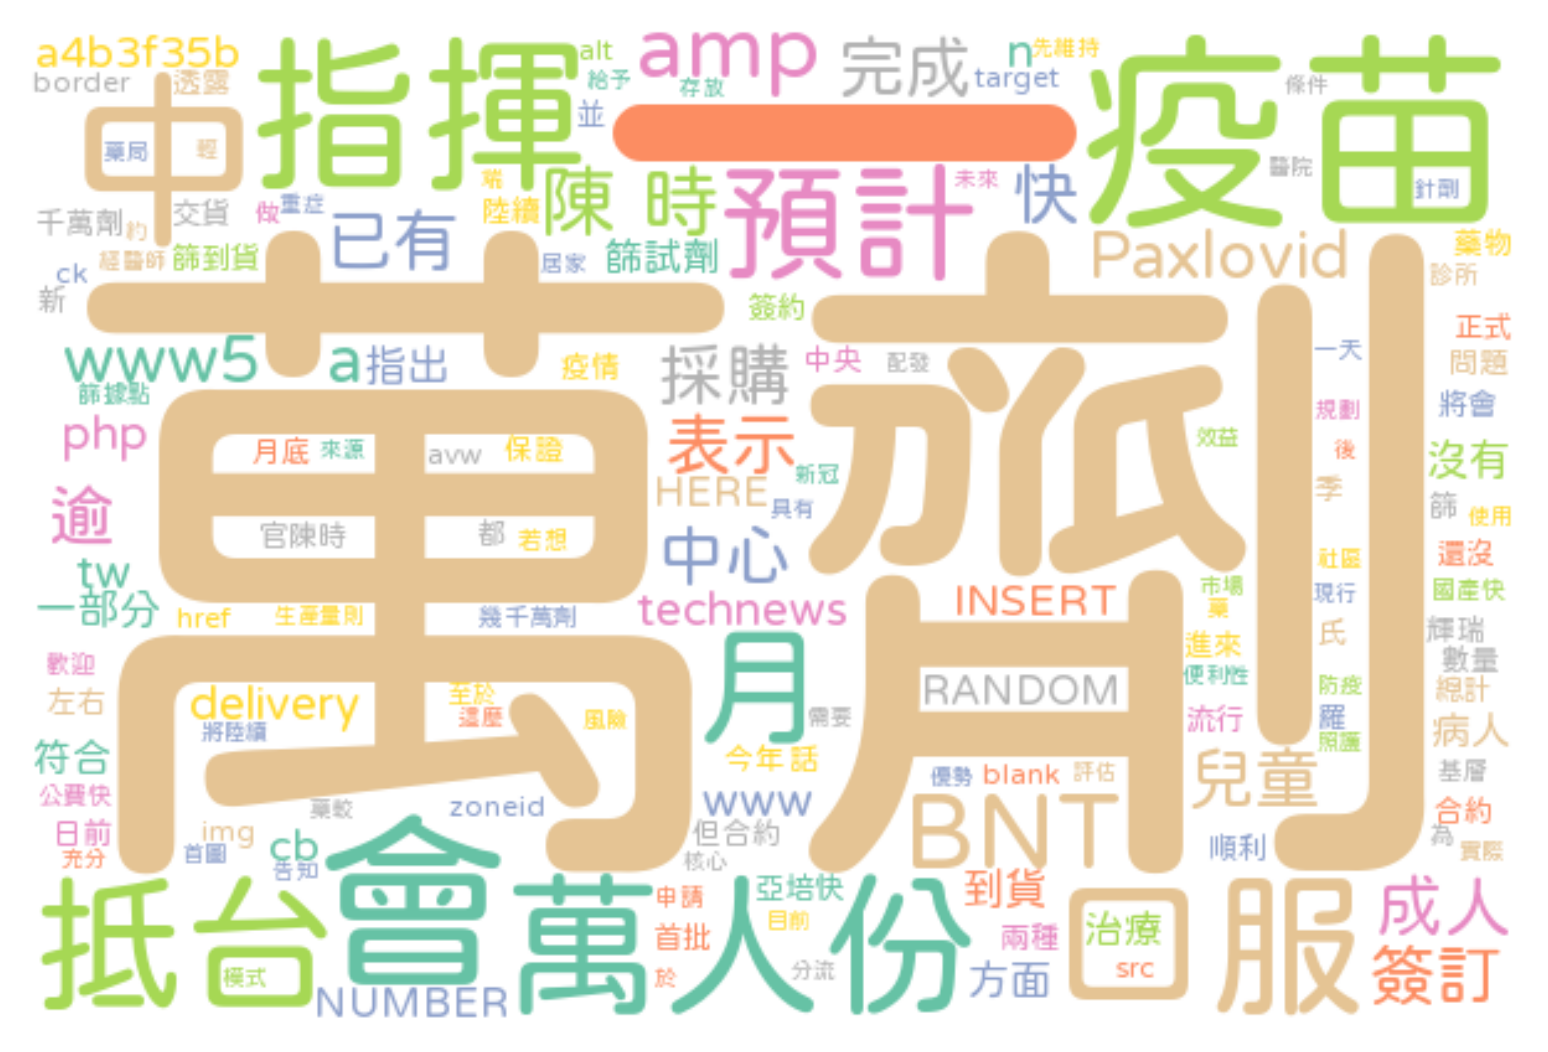 a4b3f35b
指揮
alt
amp
完成
n
先維持
疫苗
border
透露
給予
存放
target
條件
中
並
一
藥局
輕
醫院
陳 時
預計
未來
快
針劑
端
千萬劑
約
交貨
做
重症
陸續
已有
經醫師
篩到貨
居家
篩試劑
Paxlovid
藥物
ck
診所
新
簽約
萬劑
正式
www5
a
指出
疫情
採購
中央
配發
一天
問題
篩據點
將會
php
月底
來源
avw
保證
表示
規劃
效益
後
沒有
新冠
HERE
季
逾
具有
篩
使用
官陳時
都
若想
中心
還沒
社區
tw
市場
藥
現行
國產快
一部分
href
生產量則
幾千萬劑
technews
INSERT
氏
輝瑞
進來
數量
歡迎
月
便利性
防疫
總計
左右
delivery
至於
這麼
風險
需要
RANDOM
流行
羅
照護
病人
將陸續
符合
今年 話
優勢
blank
評估
兒童
基層
公費快
藥較
zoneid
www
BNT
合約
日前
img
但合約
順利
為
充分
首圖
cb
告知
核心
實際
抵台
會
萬人份
申請
亞培快
到貨
口服
成人
目前
首批
兩種
治療
模式
於
分流
方面
src
簽訂
NUMBER